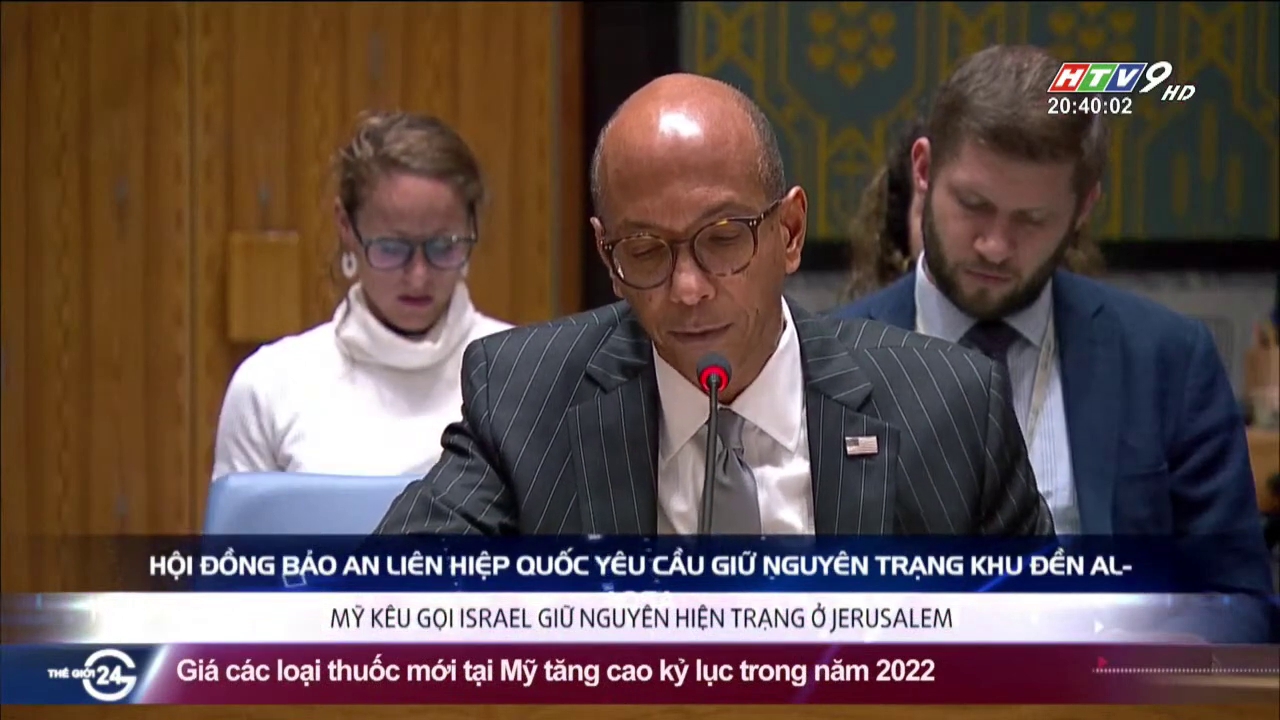 HTV9 HD
20:40:02
HỘI ĐỒNG BẢO AN LIÊN HIỆP QUỐC YÊU CẦU GIỮ NGUYÊN TRẠNG KHU ĐỀN AL-
MỸ KÊU GỌI ISRAEL GIỮ NGUYÊN HIỆN TRẠNG Ở JERUSALEM
THẾ GIỚI 24G
Giá các loại thuốc mới tại Mỹ tăng cao kỷ lục trong năm 2022